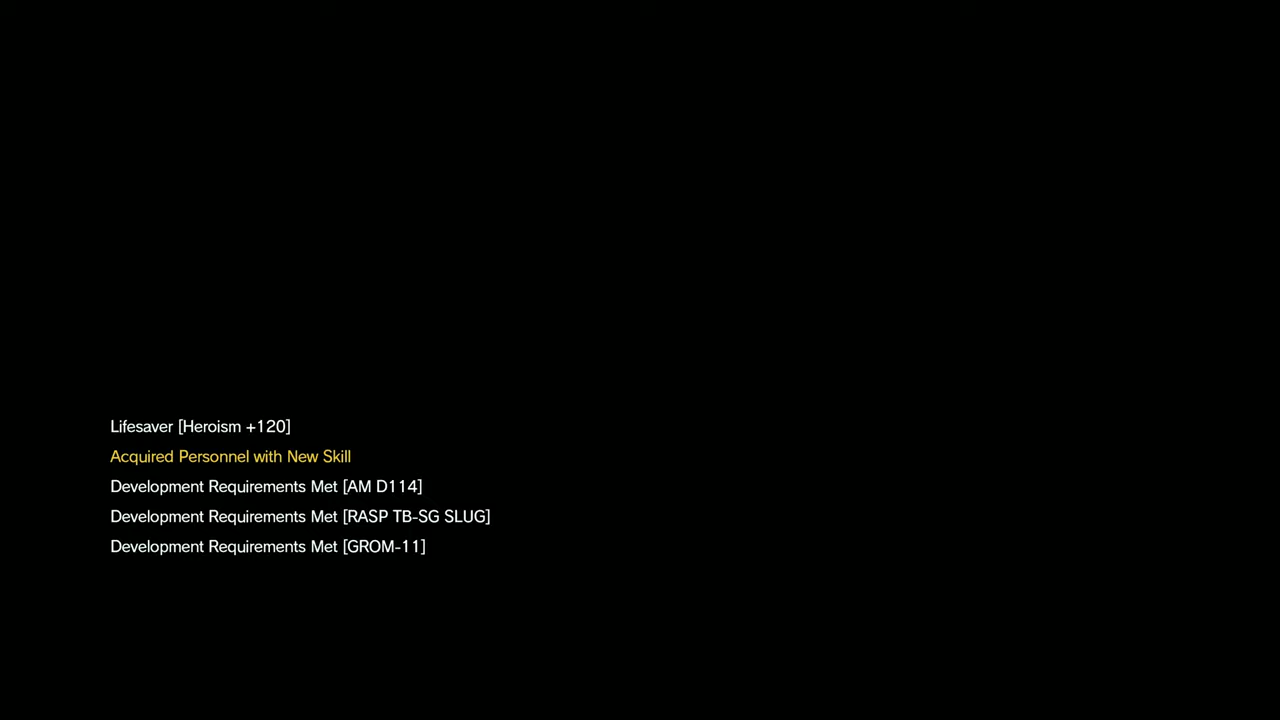 Lifesaver [Heroism +120]
Acquired Personnel with New Skill
Development Requirements Met [AM D114]
Development Requirements Met [RASP TB-SG SLUG]
Development Requirements Met [GROM-11]